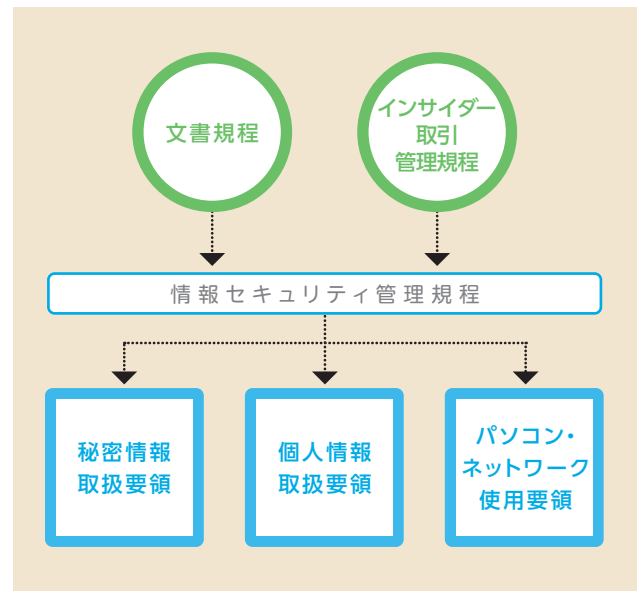 文書規程
インサイダー
取引
管理規程
情報セキュリティ管理規程
秘密情報
取扱要領
個人情報
取扱要領
パソコン・
ネットワーク
使用要領